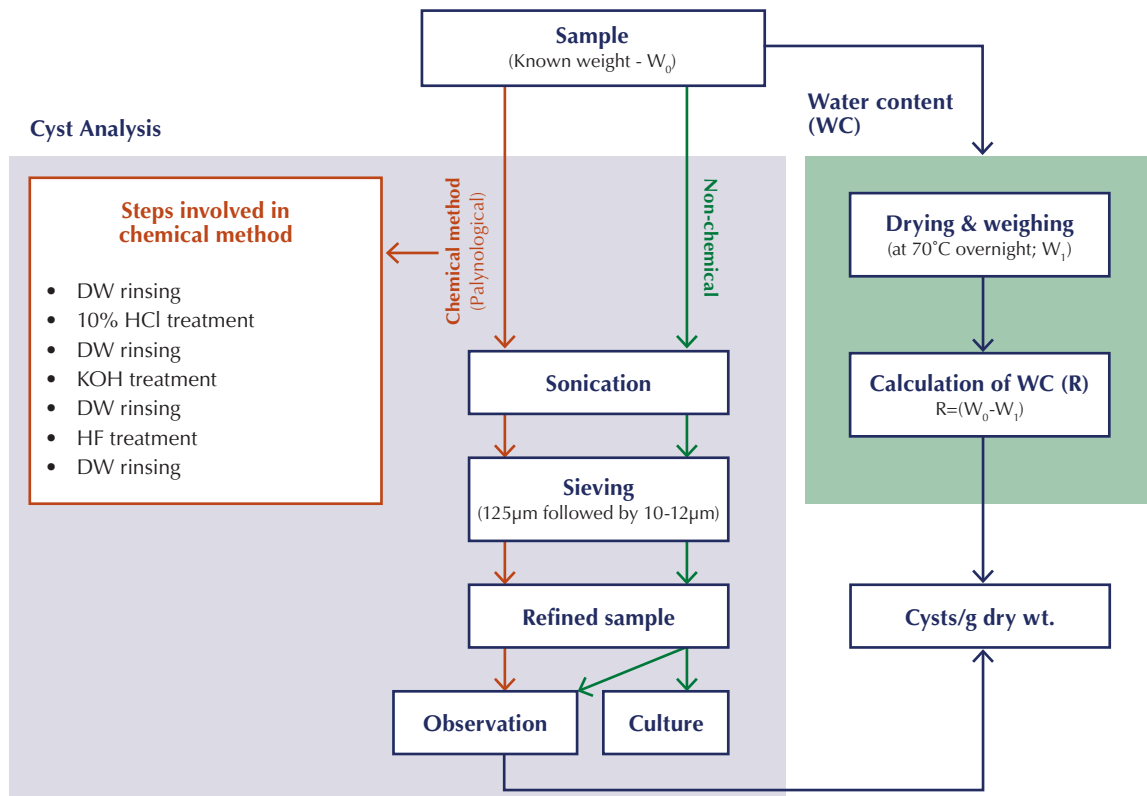 Sample
(Known weight - W₀)
Cyst Analysis
Water content
(WC)
Steps involved in
chemical method
• DW rinsing
• 10% HCl treatment
• DW rinsing
• KOH treatment
• DW rinsing
• HF treatment
• DW rinsing
Chemical method
(Palynological)
Non-chemical
Drying & weighing
(at 70˚C overnight; W₁)
Sonication
Calculation of WC (R)
R=(W₀-W₁)
Sieving
(125µm followed by 10-12µm)
Refined sample
Cysts/g dry wt.
Observation
Culture